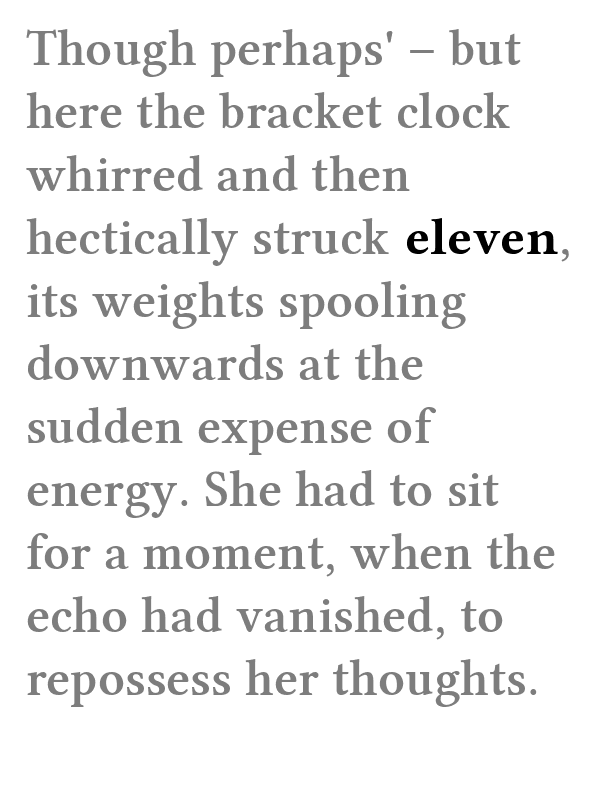 Though perhaps' – but
here the bracket clock
whirred and then
hectically struck eleven,
its weights spooling
downwards at the
sudden expense of
energy. She had to sit
for a moment, when the
echo had vanished, to
repossess her thoughts.